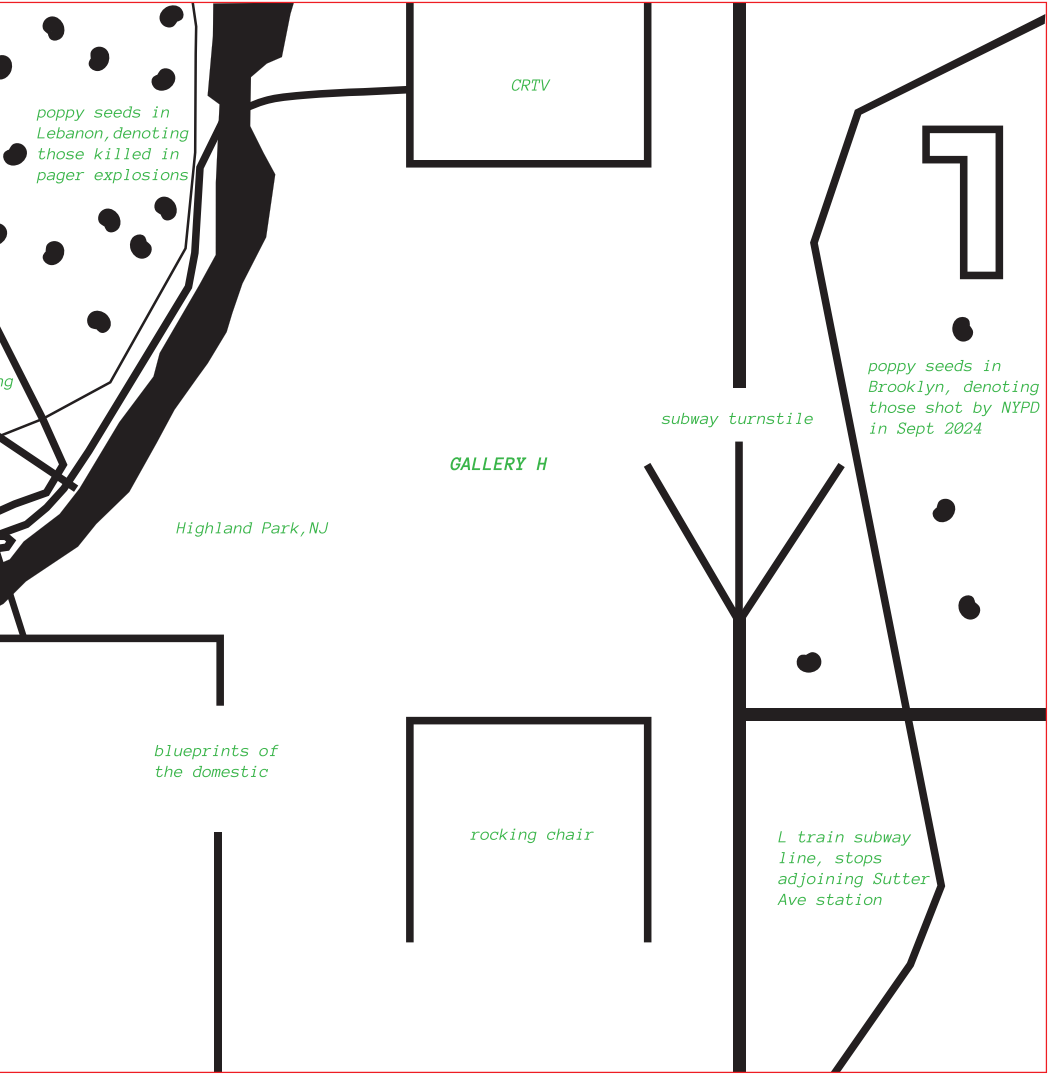 CRTV
poppy seeds in
Lebanon,denoting
those killed in
pager explosions
1
poppy seeds in
Brooklyn, denoting
those shot by NYPD
in Sept 2024
ng
subway turnstile
GALLERY H
Highland Park,NJ
blueprints of
the domestic
rocking chair
L train subway
line, stops
adjoining Sutter
Ave station